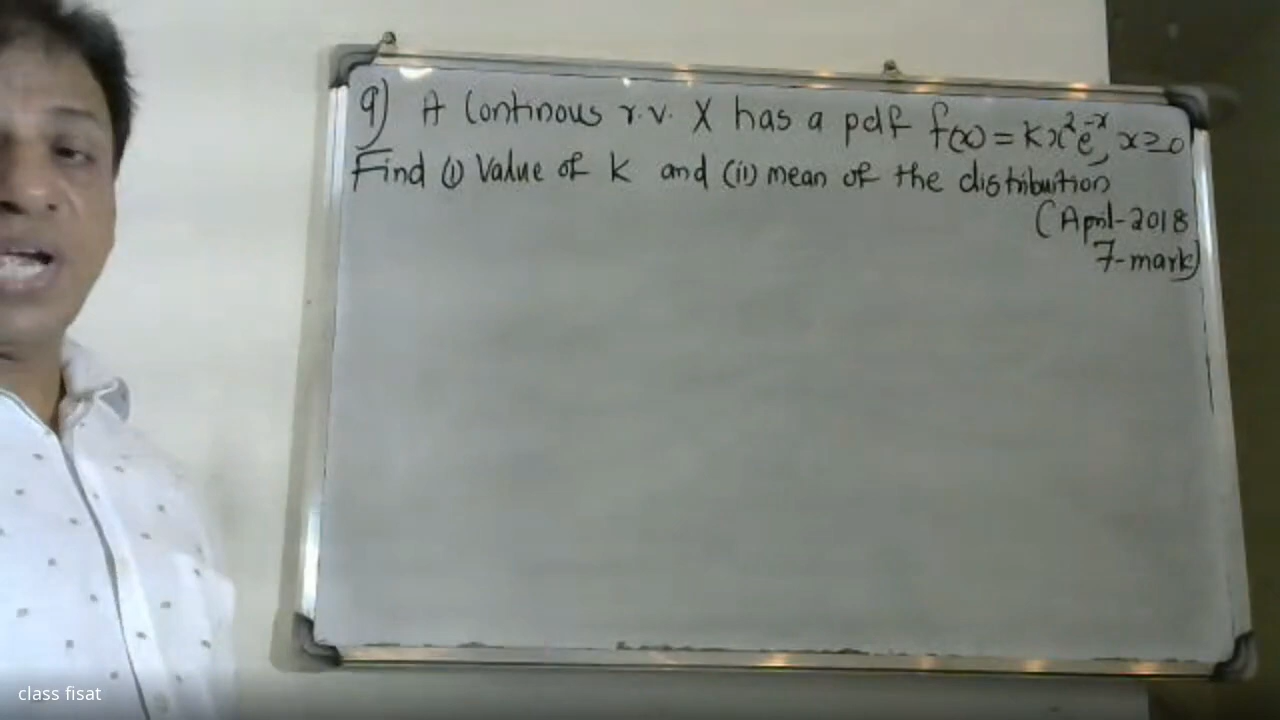 9) A Continous r.v. X has a pdf f(x) = kx²e⁻ˣ, x≥0
Find (i) Value of k and (ii) mean of the distribuition
(April-2018
7-mark)
class fisat